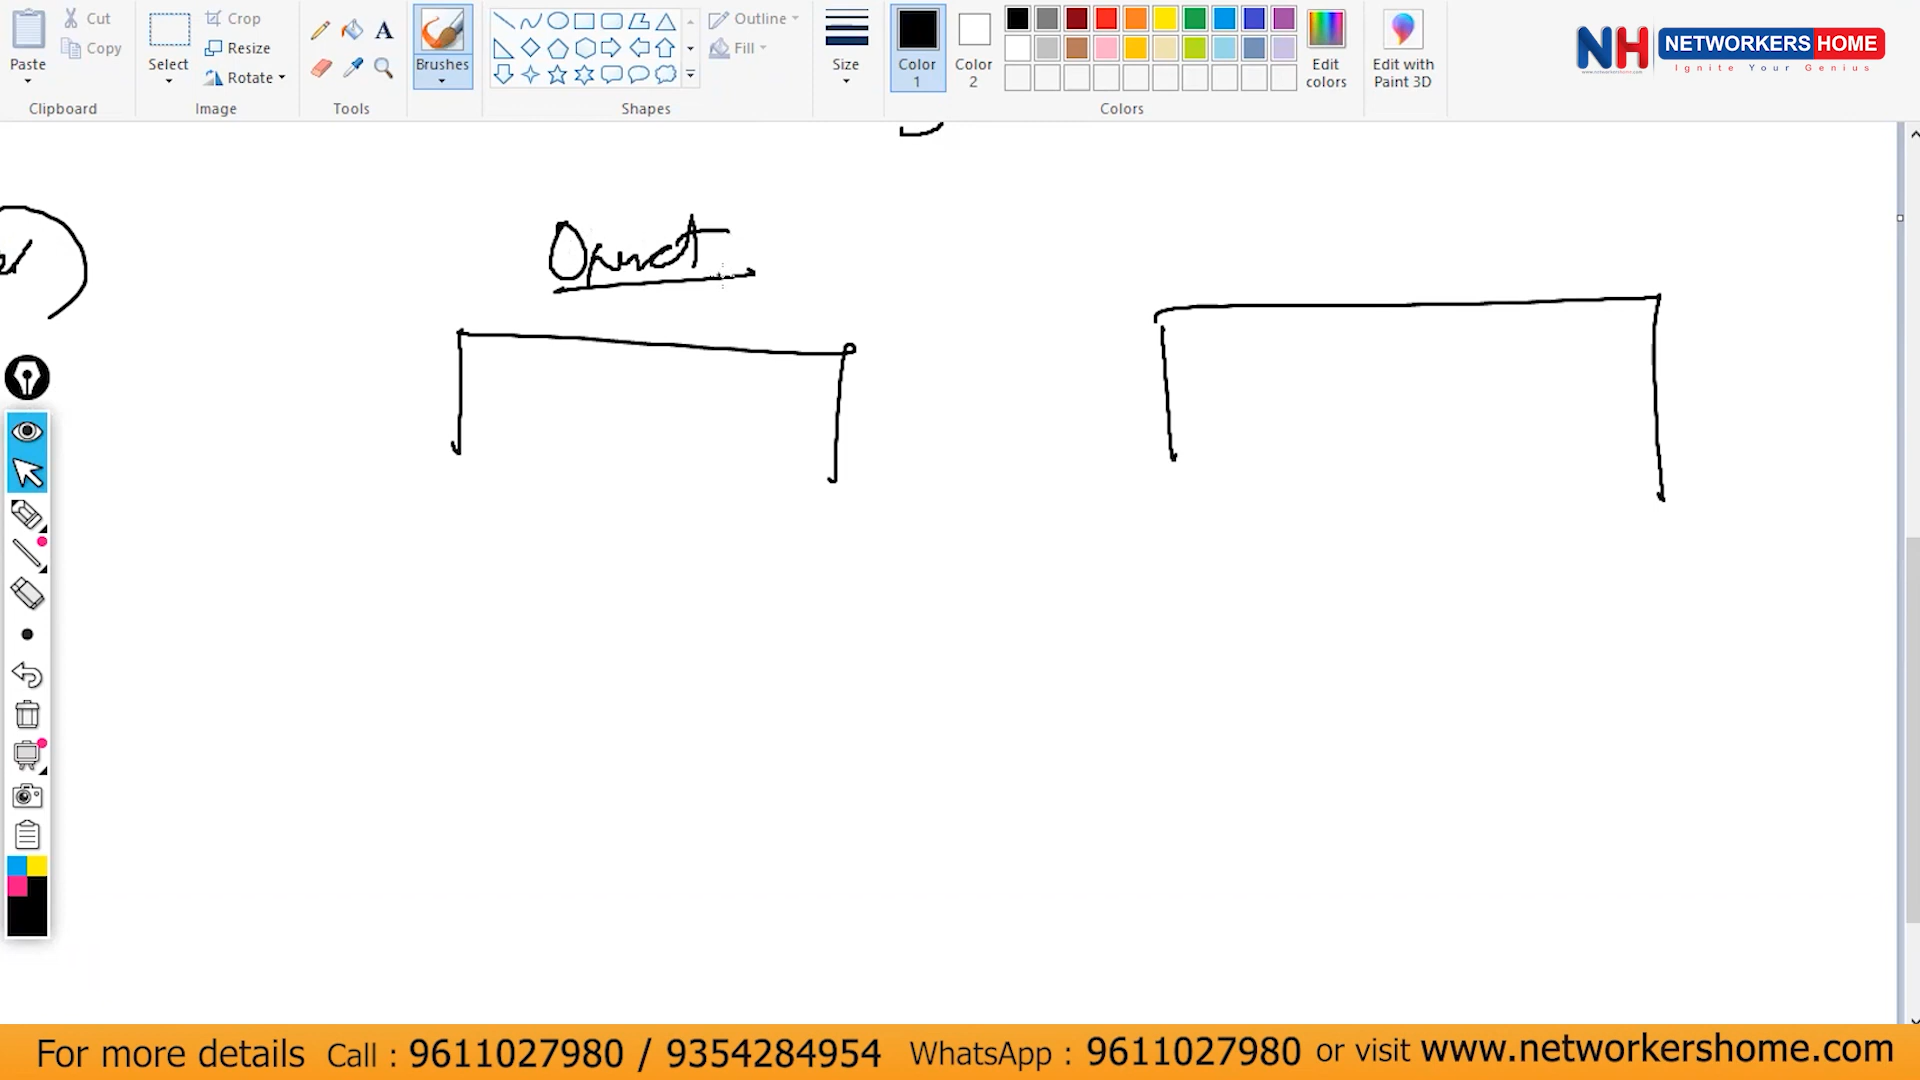 Cut
Copy
Paste
Clipboard
Crop
Resize
Rotate
Select
Image
A
Tools
Brushes
Shapes
Outline
Fill
Size
Color 1
Color 2
Colors
Edit colors
Edit with Paint 3D
NH NETWORKERS HOME
Ignite Your Genius
For more details Call : 9611027980 / 9354284954 WhatsApp : 9611027980 or visit www.networkershome.com